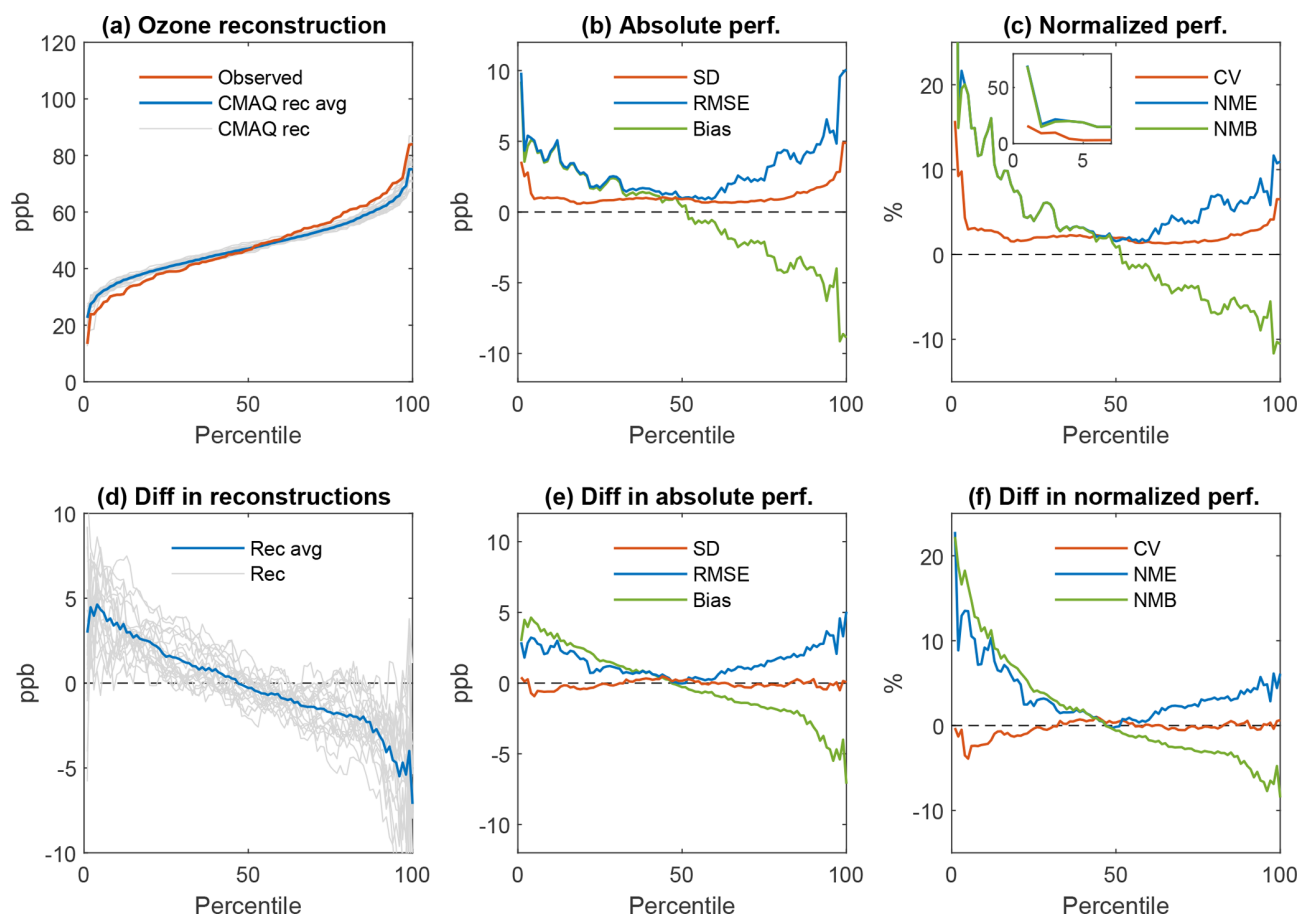 (a) Ozone reconstruction
120
100
80
60
40
20
0
ppb
Observed
CMAQ rec avg
CMAQ rec
0
50
100
Percentile
(b) Absolute perf.
10
5
0
-5
-10
ppb
SD
RMSE
Bias
0
50
100
Percentile
(c) Normalized perf.
20
10
0
-10
%
50
0
0
5
CV
NME
NMB
0
50
100
Percentile
(d) Diff in reconstructions
10
5
0
-5
-10
ppb
Rec avg
Rec
0
50
100
Percentile
(e) Diff in absolute perf.
10
5
0
-5
-10
ppb
SD
RMSE
Bias
0
50
100
Percentile
(f) Diff in normalized perf.
20
10
0
-10
%
CV
NME
NMB
0
50
100
Percentile